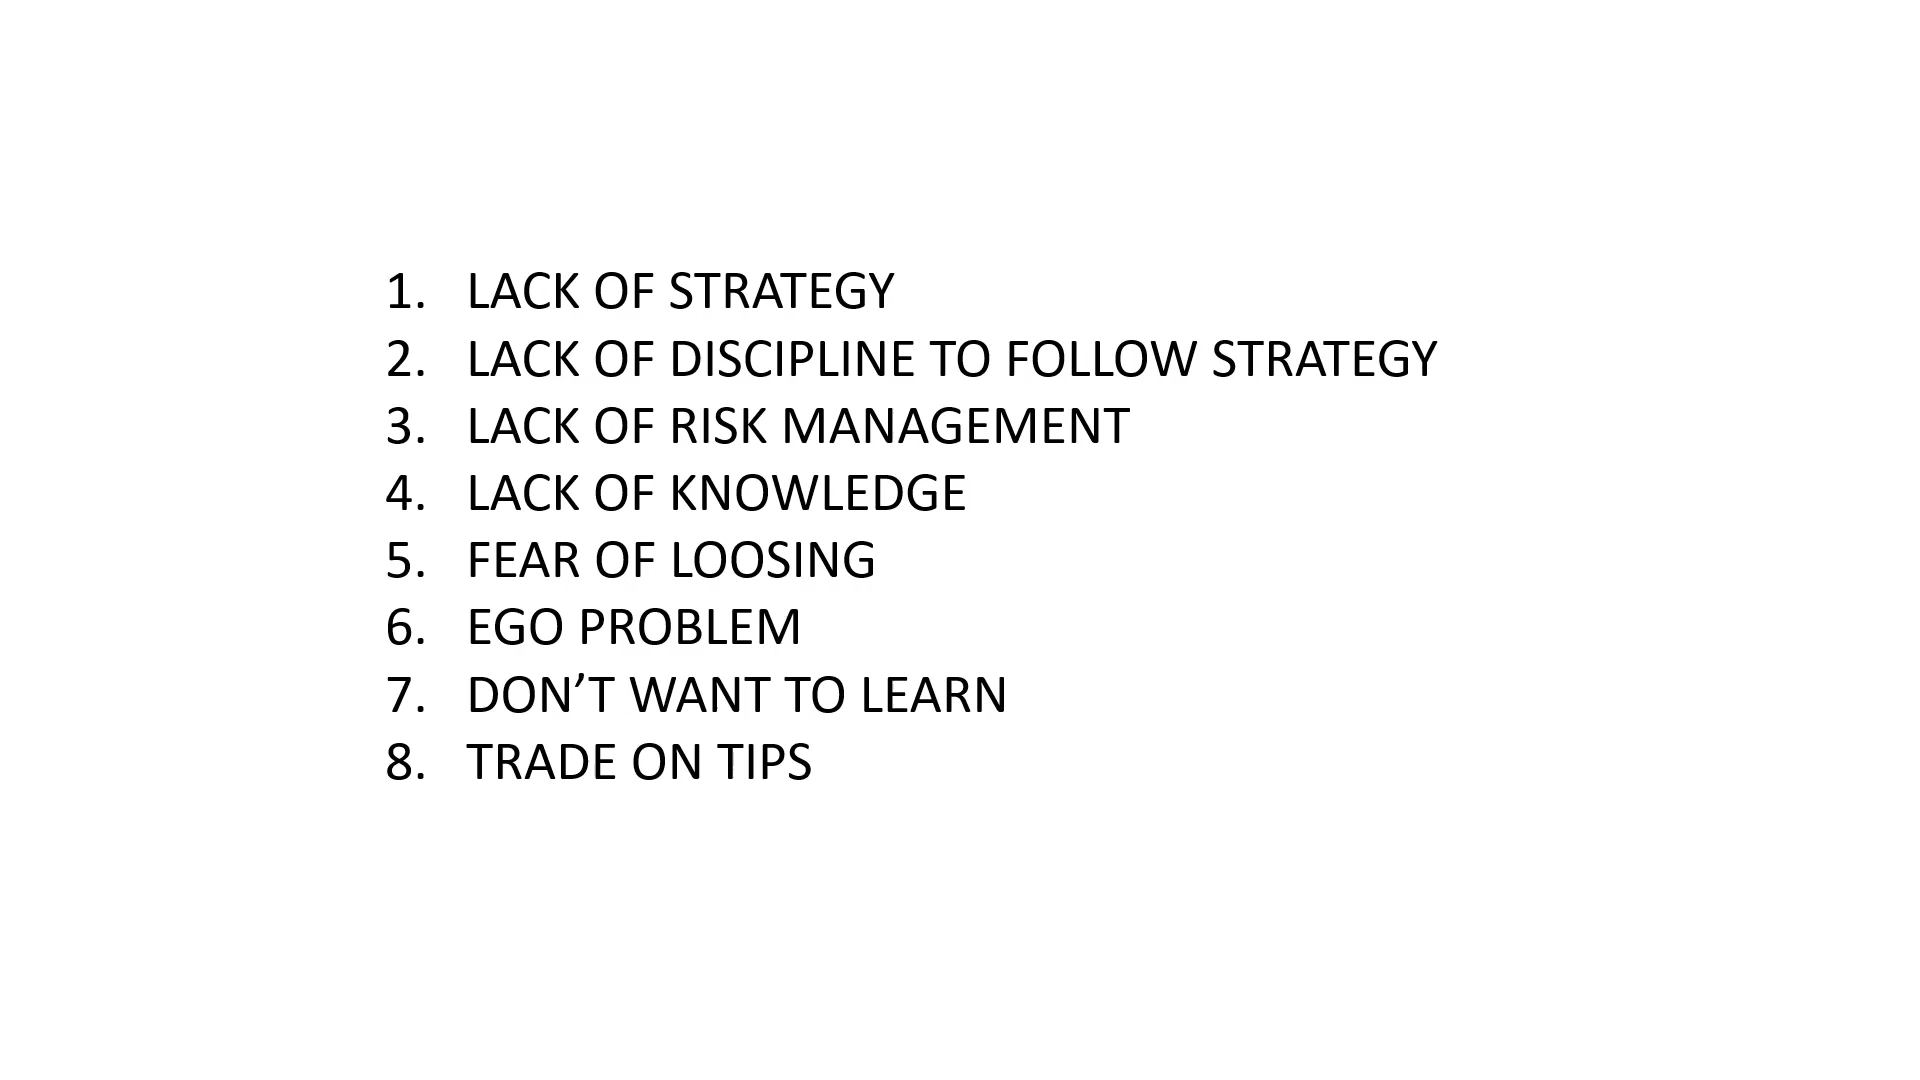 1. LACK OF STRATEGY
2. LACK OF DISCIPLINE TO FOLLOW STRATEGY
3. LACK OF RISK MANAGEMENT
4. LACK OF KNOWLEDGE
5. FEAR OF LOOSING
6. EGO PROBLEM
7. DON’T WANT TO LEARN
8. TRADE ON TIPS